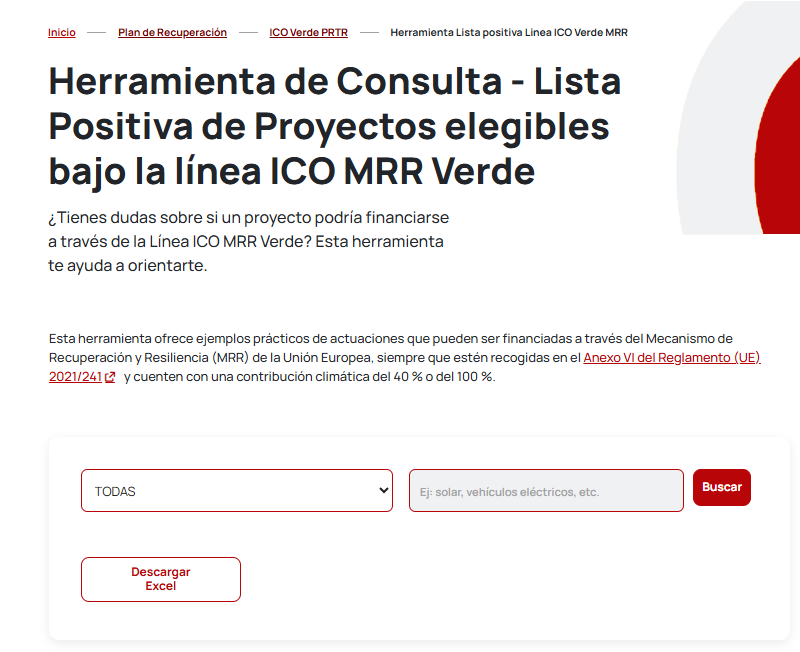 Inicio — Plan de Recuperación — ICO Verde PRTR — Herramienta Lista positiva Linea ICO Verde MRR
Herramienta de Consulta - Lista
Positiva de Proyectos elegibles
bajo la línea ICO MRR Verde
¿Tienes dudas sobre si un proyecto podría financiarse
a través de la Línea ICO MRR Verde? Esta herramienta
te ayuda a orientarte.
Esta herramienta ofrece ejemplos prácticos de actuaciones que pueden ser financiadas a través del Mecanismo de
Recuperación y Resiliencia (MRR) de la Unión Europea, siempre que estén recogidas en el Anexo VI del Reglamento (UE)
2021/241 y cuenten con una contribución climática del 40 % o del 100 %.
TODAS
Ej: solar, vehículos eléctricos, etc.
Buscar
Descargar
Excel